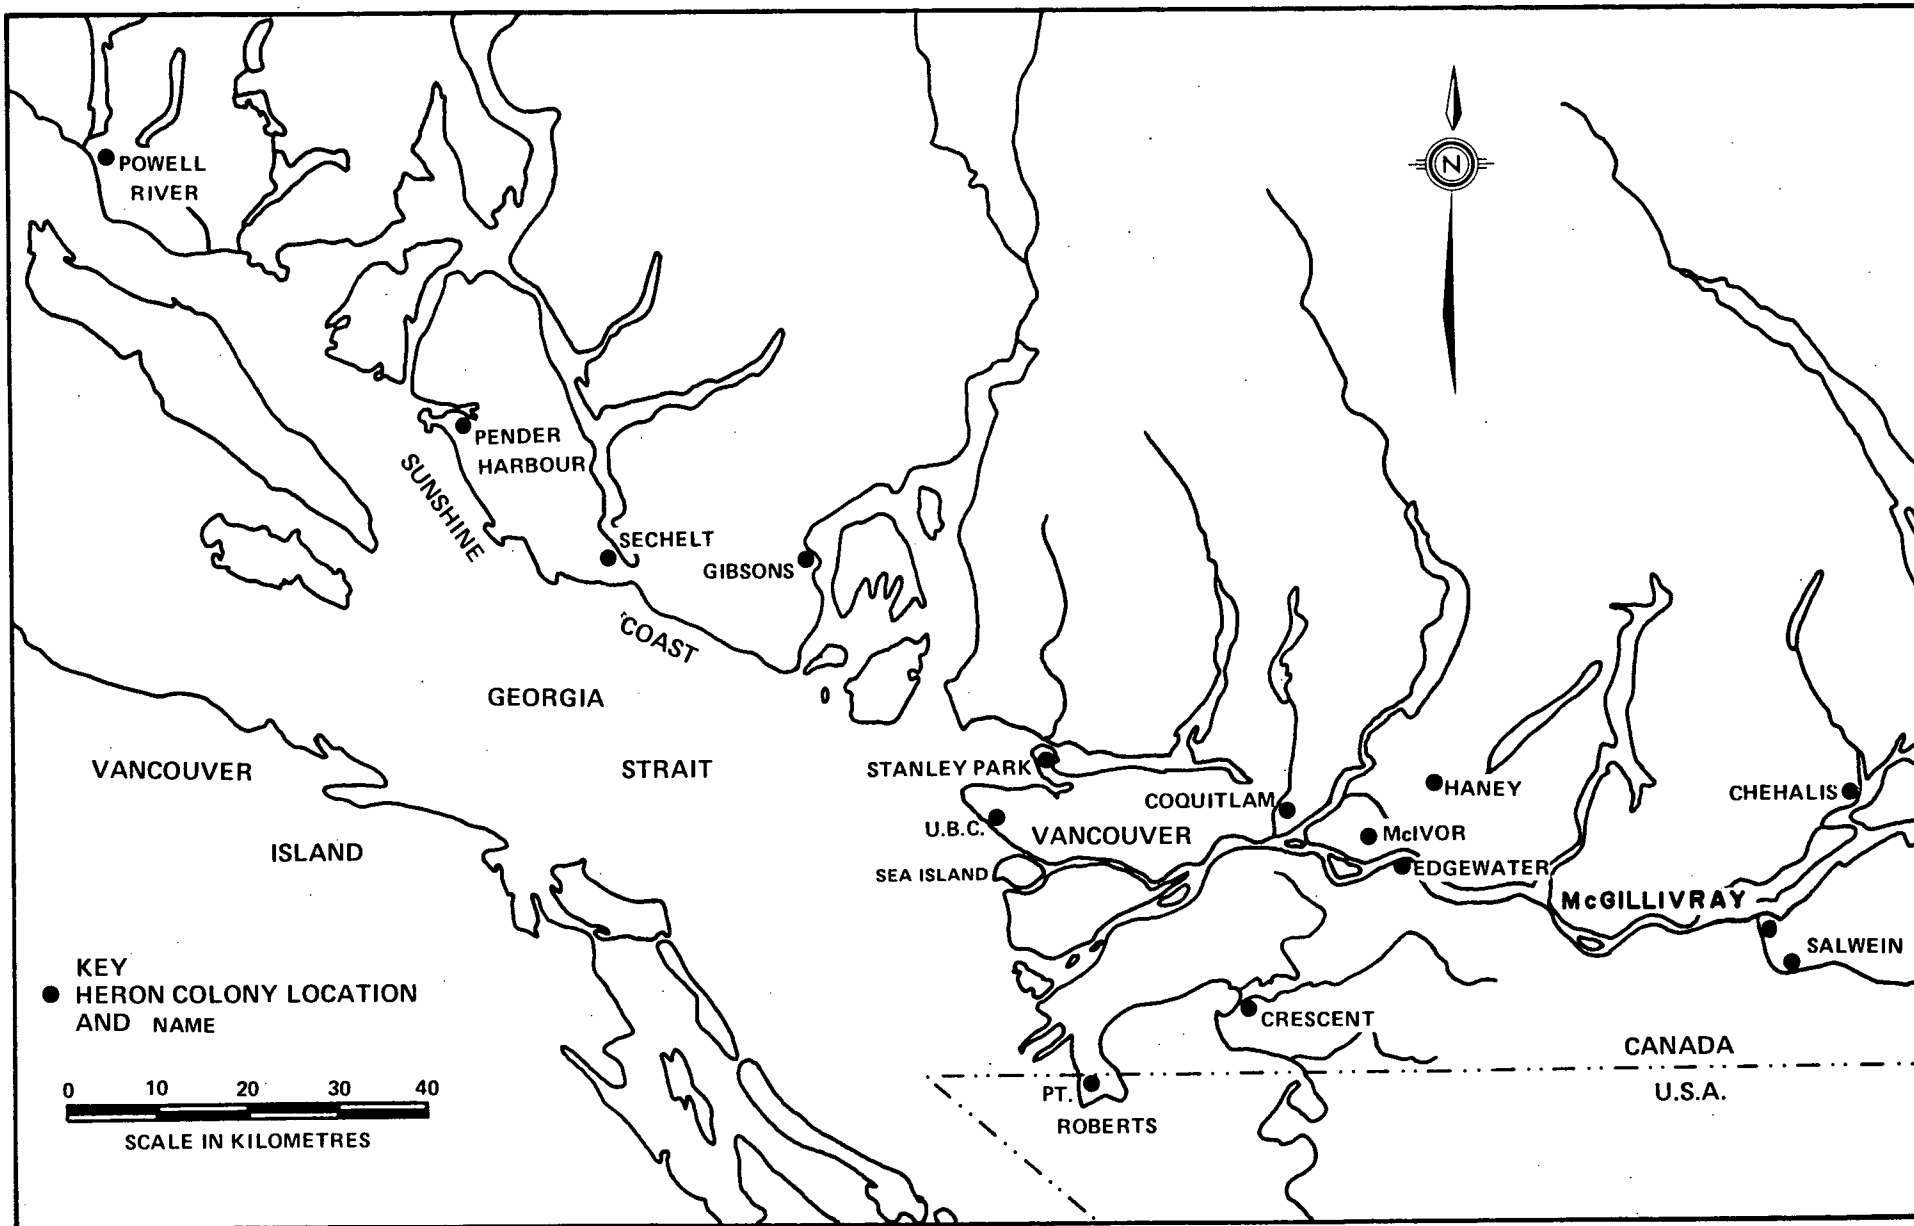 N
POWELL
RIVER
PENDER
HARBOUR
SUNSHINE
COAST
SECHELT
GIBSONS
GEORGIA
STRAIT
VANCOUVER
ISLAND
STANLEY PARK
U.B.C.
VANCOUVER
SEA ISLAND
COQUITLAM
HANEY
McIVOR
EDGEWATER
CHEHALIS
McGILLIVRAY
SALWEIN
CRESCENT
CANADA
U.S.A.
PT.
ROBERTS
KEY
HERON COLONY LOCATION
AND NAME
0 10 20 30 40
SCALE IN KILOMETRES